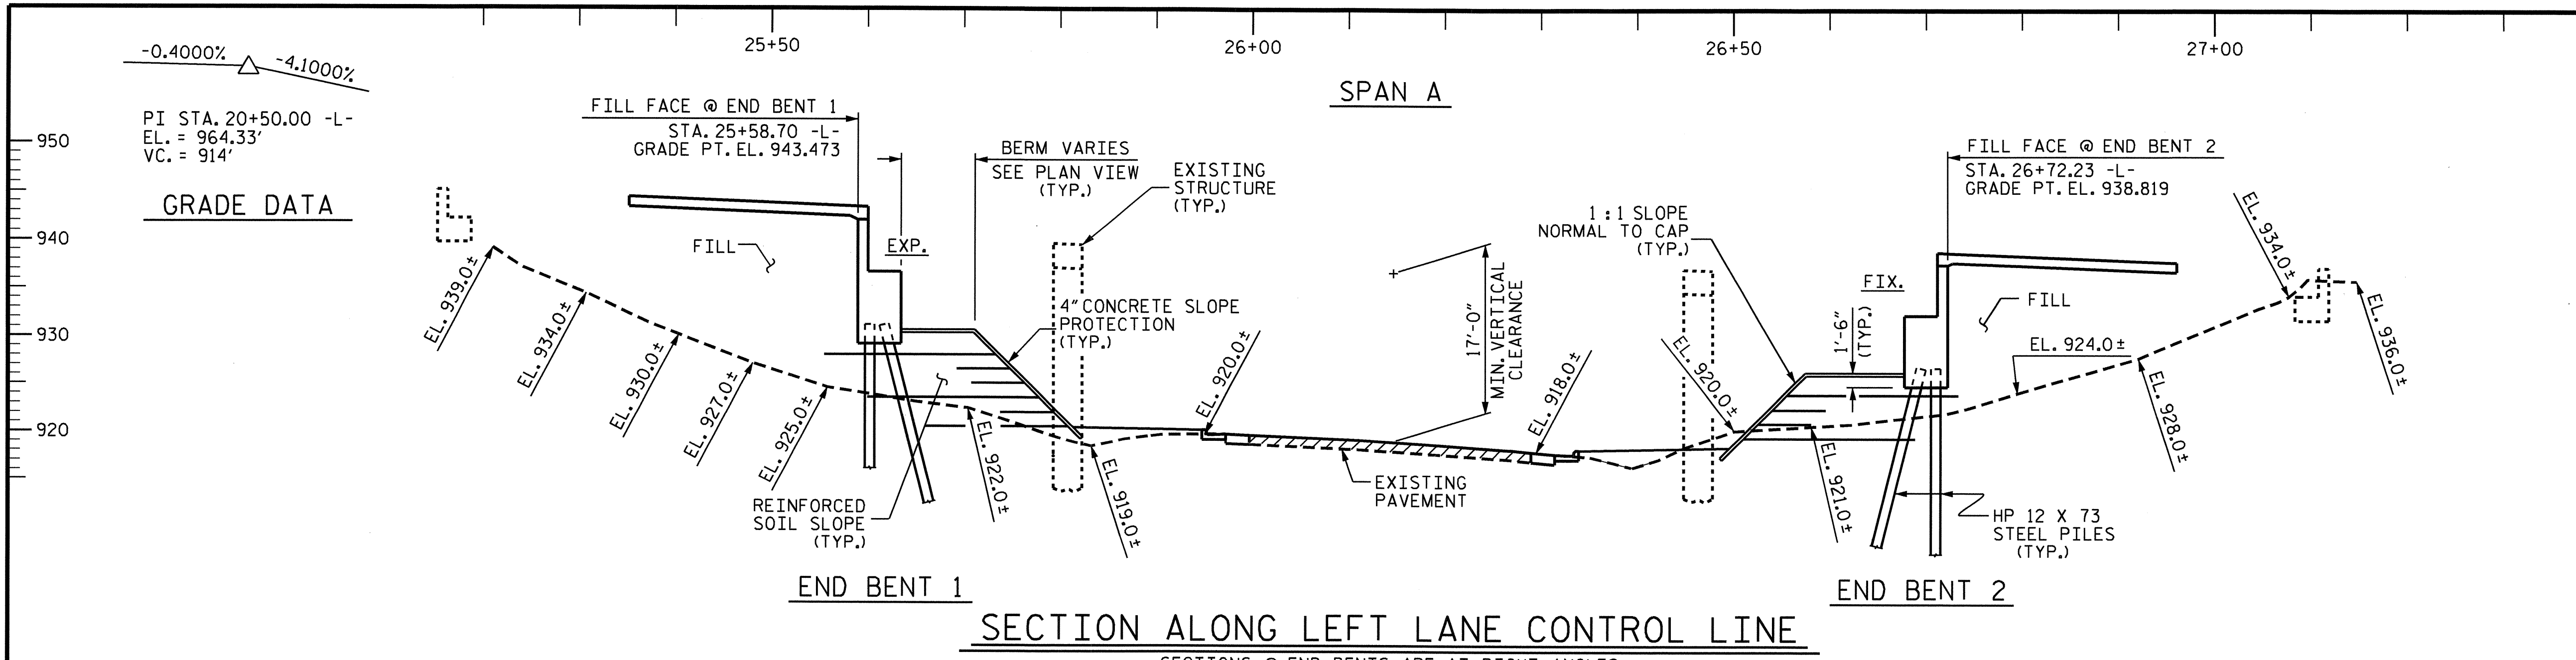 25+50
26+00
26+50
27+00
-0.4000%
-4.1000%
PI STA. 20+50.00 -L-
EL. = 964.33'
VC. = 914'
GRADE DATA
950
940
930
920
SPAN A
FILL FACE @ END BENT 1
STA. 25+58.70 -L-
GRADE PT. EL. 943.473
BERM VARIES
SEE PLAN VIEW
(TYP.)
EXISTING
STRUCTURE
(TYP.)
FILL
EXP.
4" CONCRETE SLOPE
PROTECTION
(TYP.)
1 : 1 SLOPE
NORMAL TO CAP
(TYP.)
17'-0"
MIN. VERTICAL
CLEARANCE
FILL FACE @ END BENT 2
STA. 26+72.23 -L-
GRADE PT. EL. 938.819
FIX.
1'-6"
(TYP.)
FILL
EL. 939.0±
EL. 934.0±
EL. 930.0±
EL. 927.0±
EL. 925.0±
EL. 922.0±
EL. 919.0±
EL. 920.0±
EL. 918.0±
EL. 920.0±
EL. 921.0±
EL. 924.0±
EL. 928.0±
EL. 934.0±
EL. 936.0±
REINFORCED
SOIL SLOPE
(TYP.)
EXISTING
PAVEMENT
HP 12 X 73
STEEL PILES
(TYP.)
END BENT 1
END BENT 2
SECTION ALONG LEFT LANE CONTROL LINE